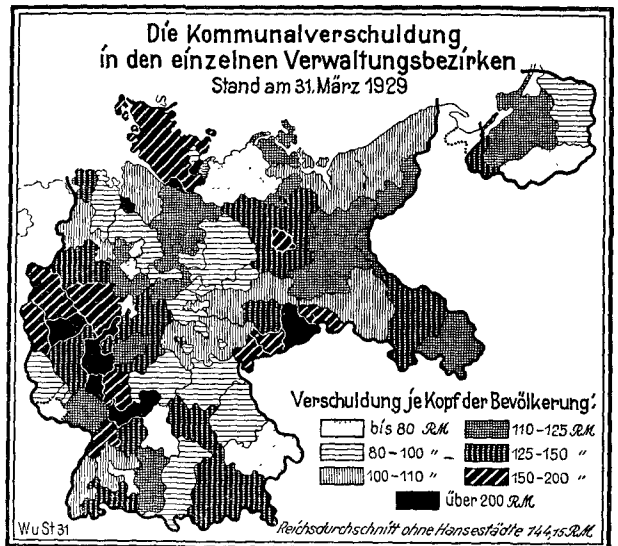 Die Kommunalverschuldung
in den einzelnen Verwaltungsbezirken
Stand am 31. März 1929
Verschuldung je Kopf der Bevölkerung:
bis 80 RM
80-100 "
100-110 "
110-125 RM
125-150 "
150-200 "
über 200 RM
WuSt 31
Reichsdurchschnitt ohne Hansestädte 144,15 RM.